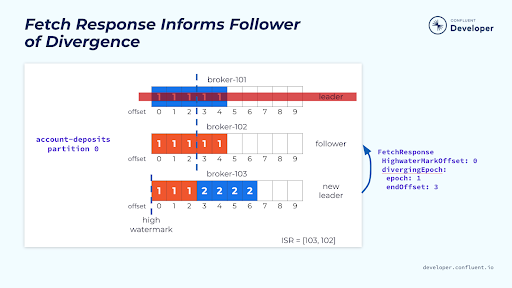 Fetch Response Informs Follower
of Divergence
CONFLUENT
Developer
broker-101
1 1 1 1 1
leader
offset 0 1 2 3 4 5 6 7 8 9
account-deposits
partition 0
broker-102
1 1 1 1 1
follower
offset 0 1 2 3 4 5 6 7 8 9
broker-103
1 1 1 2 2 2 2
new
leader
offset 0 1 2 3 4 5 6 7 8 9
high
watermark
ISR = [103, 102]
FetchResponse
HighwaterMarkOffset: 0
divergingEpoch:
epoch: 1
endOffset: 3
developer.confluent.io